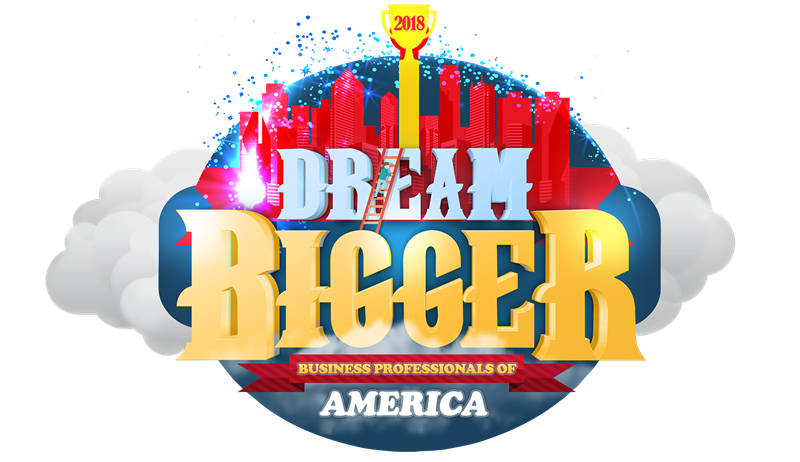 2018
DREAM
BIGGER
BUSINESS PROFESSIONALS OF
AMERICA